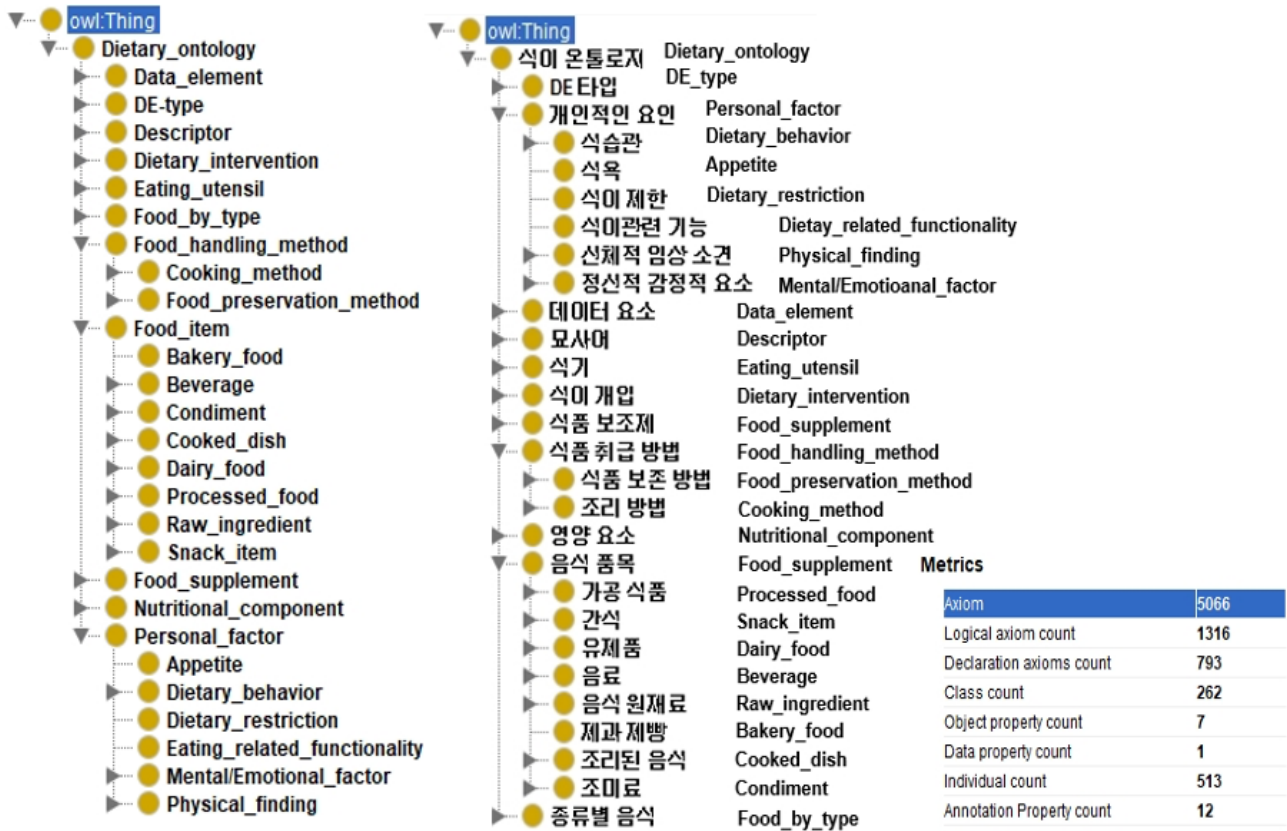 owl:Thing
Dietary_ontology
Data_element
DE-type
Descriptor
Dietary_intervention
Eating_utensil
Food_by_type
Food_handling_method
Cooking_method
Food_preservation_method
Food_item
Bakery_food
Beverage
Condiment
Cooked_dish
Dairy_food
Processed_food
Raw_ingredient
Snack_item
Food_supplement
Nutritional_component
Personal_factor
Appetite
Dietary_behavior
Dietary_restriction
Eating_related_functionality
Mental/Emotional_factor
Physical_finding
owl:Thing
식이 온톨로지 Dietary_ontology
DE 타입 DE_type
개인적인 요인 Personal_factor
식습관 Dietary_behavior
식욕 Appetite
식이 제한 Dietary_restriction
식이관련 기능 Dietay_related_functionality
신체적 임상 소견 Physical_finding
정신적 감정적 요소 Mental/Emotioanal_factor
데이터 요소 Data_element
묘사어 Descriptor
식기 Eating_utensil
식이 개입 Dietary_intervention
식품 보조제 Food_supplement
식품 취급 방법 Food_handling_method
식품 보존 방법 Food_preservation_method
조리 방법 Cooking_method
영양 요소 Nutritional_component
음식 품목 Food_supplement
가공 식품 Processed_food
간식 Snack_item
유제품 Dairy_food
음료 Beverage
음식 원재료 Raw_ingredient
제과 제빵 Bakery_food
조리된 음식 Cooked_dish
조미료 Condiment
종류별 음식 Food_by_type
Metrics
Axiom 5066
Logical axiom count 1316
Declaration axioms count 793
Class count 262
Object property count 7
Data property count 1
Individual count 513
Annotation Property count 12